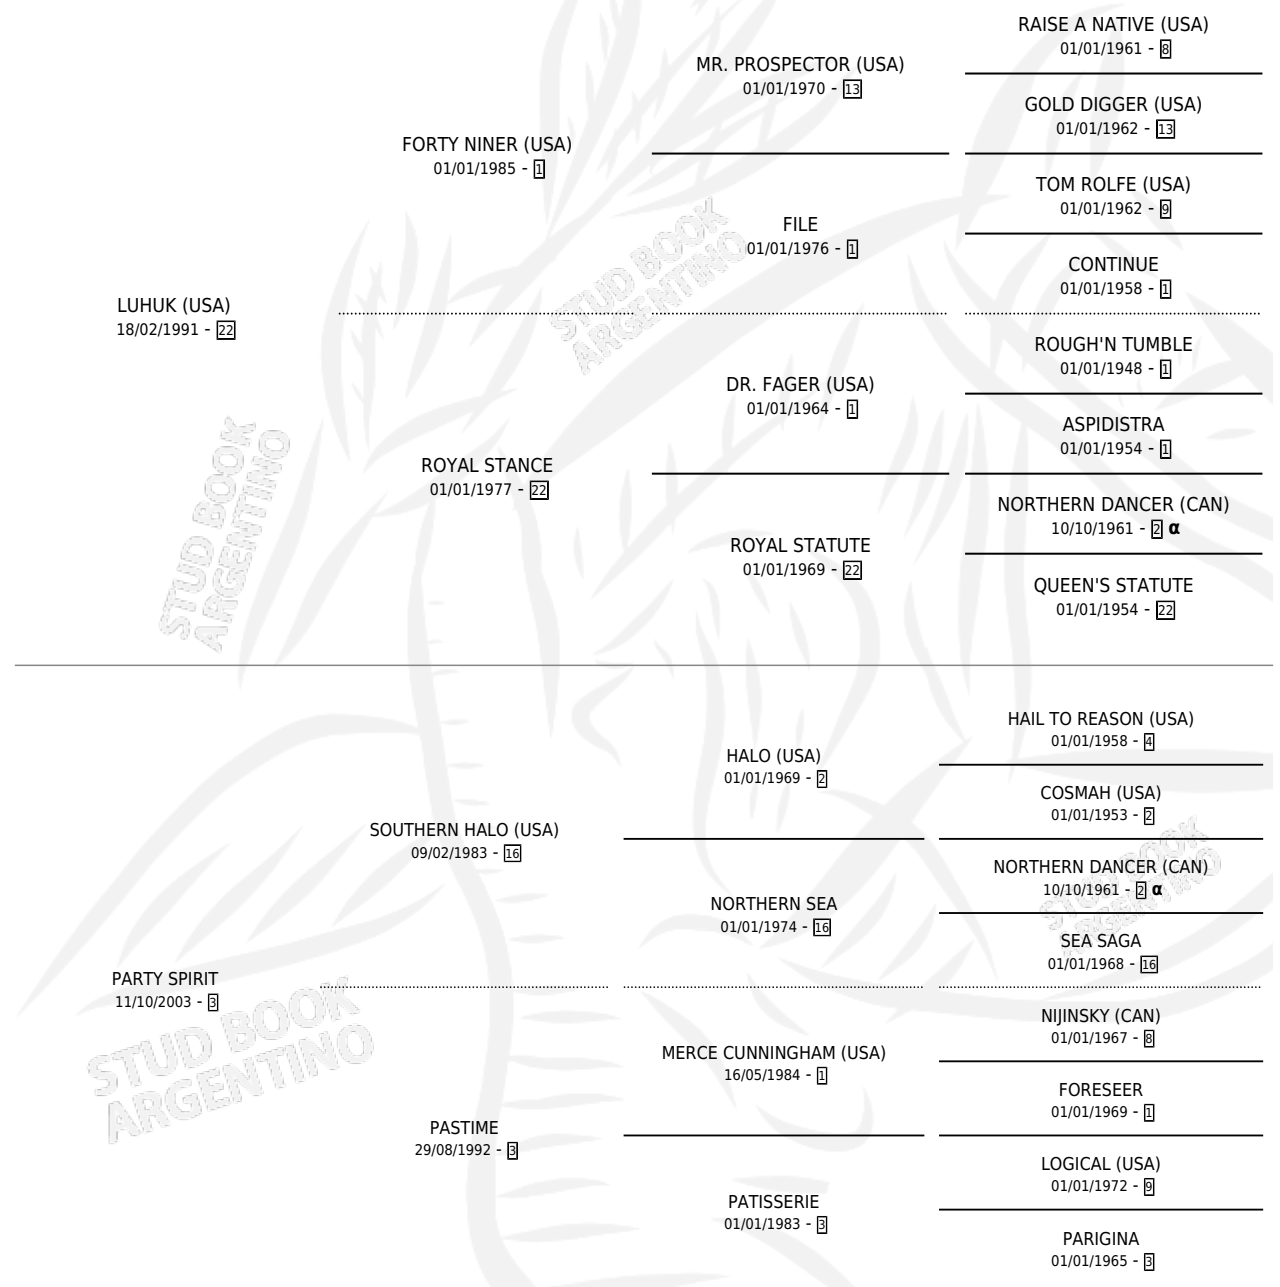 RAISE A NATIVE (USA)
01/01/1961 - 8
MR. PROSPECTOR (USA)
01/01/1970 - 13
GOLD DIGGER (USA)
01/01/1962 - 13
FORTY NINER (USA)
01/01/1985 - 1
TOM ROLFE (USA)
01/01/1962 - 9
FILE
01/01/1976 - 1
CONTINUE
01/01/1958 - 1
LUHUK (USA)
18/02/1991 - 22
ROUGH'N TUMBLE
01/01/1948 - 1
DR. FAGER (USA)
01/01/1964 - 1
ASPIDISTRA
01/01/1954 - 1
ROYAL STANCE
01/01/1977 - 22
NORTHERN DANCER (CAN)
10/10/1961 - 2 α
ROYAL STATUTE
01/01/1969 - 22
QUEEN'S STATUTE
01/01/1954 - 22
HAIL TO REASON (USA)
01/01/1958 - 4
HALO (USA)
01/01/1969 - 2
COSMAH (USA)
01/01/1953 - 2
SOUTHERN HALO (USA)
09/02/1983 - 16
NORTHERN DANCER (CAN)
10/10/1961 - 2 α
NORTHERN SEA
01/01/1974 - 16
SEA SAGA
01/01/1968 - 16
PARTY SPIRIT
11/10/2003 - 3
NIJINSKY (CAN)
01/01/1967 - 8
MERCE CUNNINGHAM (USA)
16/05/1984 - 1
FORESEER
01/01/1969 - 1
PASTIME
29/08/1992 - 3
LOGICAL (USA)
01/01/1972 - 9
PATISSERIE
01/01/1983 - 3
PARIGINA
01/01/1965 - 3
STUD BOOK
ARGENTINO
STUD BOOK
ARGENTINO
STUD BOOK
ARGENTINO
STUD BOOK
ARGENTINO